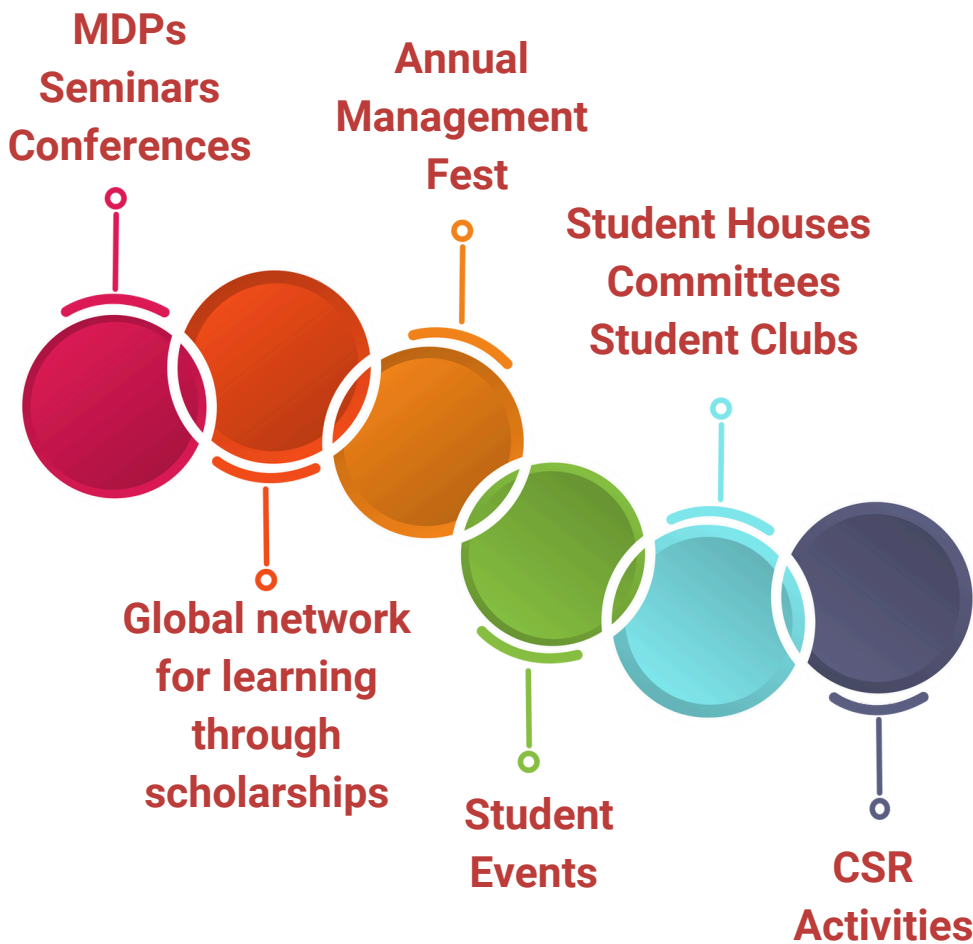 MDPs
Seminars
Conferences
Annual
Management
Fest
Student Houses
Committees
Student Clubs
Global network
for learning
through
scholarships
Student
Events
CSR
Activities